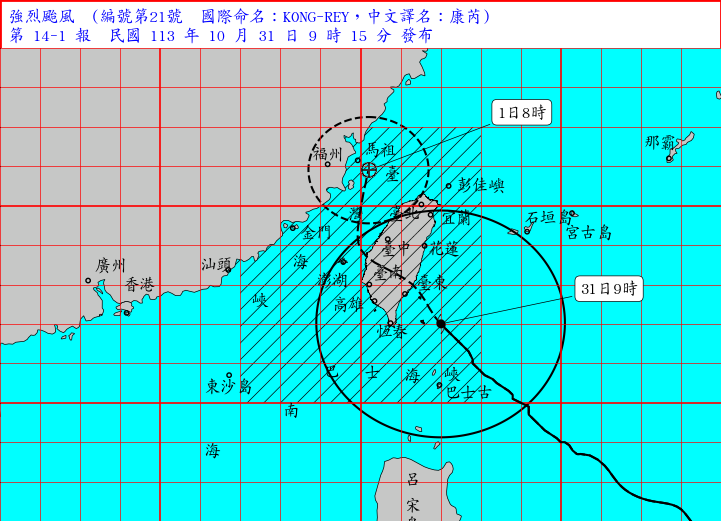 強烈颱風 (編號第21號 國際命名：KONG-REY，中文譯名：康芮)
第 14-1 報 民國 113 年 10 月 31 日 9 時 15 分 發布
1日8時
福州
馬祖
那霸
臺
彭佳嶼
灣
臺北
宜蘭
石垣島
宮古島
金門
臺中
花蓮
廣州
汕頭
海
澎湖
臺南
臺東
香港
31日9時
峽
高雄
恆春
巴
士
海
峽
東沙島
巴士古
南
海
呂
宋
島